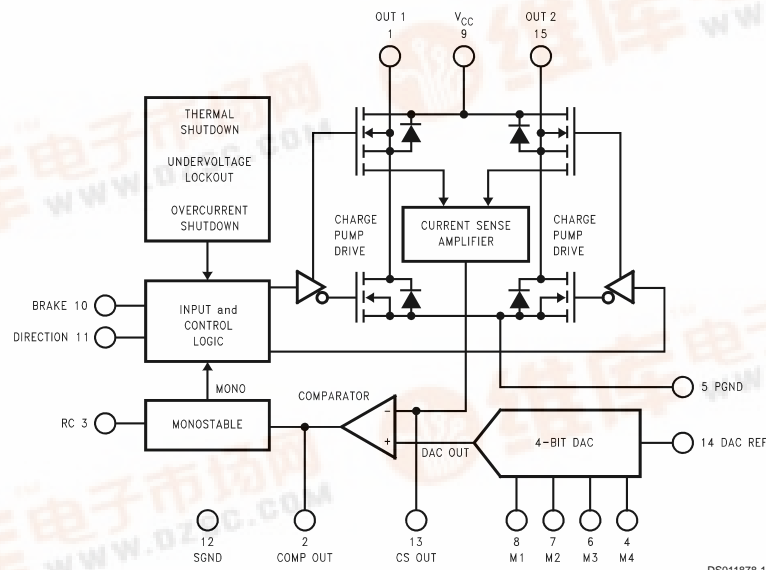 OUT 1
1
VCC
9
OUT 2
15
THERMAL
SHUTDOWN
UNDERVOLTAGE
LOCKOUT
OVERCURRENT
SHUTDOWN
CHARGE
PUMP
DRIVE
CURRENT SENSE
AMPLIFIER
CHARGE
PUMP
DRIVE
BRAKE 10
DIRECTION 11
INPUT and
CONTROL
LOGIC
MONO
5 PGND
RC 3
MONOSTABLE
COMPARATOR
-
+
DAC OUT
4-BIT DAC
14 DAC REF
12
SGND
2
COMP OUT
13
CS OUT
8
M1
7
M2
6
M3
4
M4